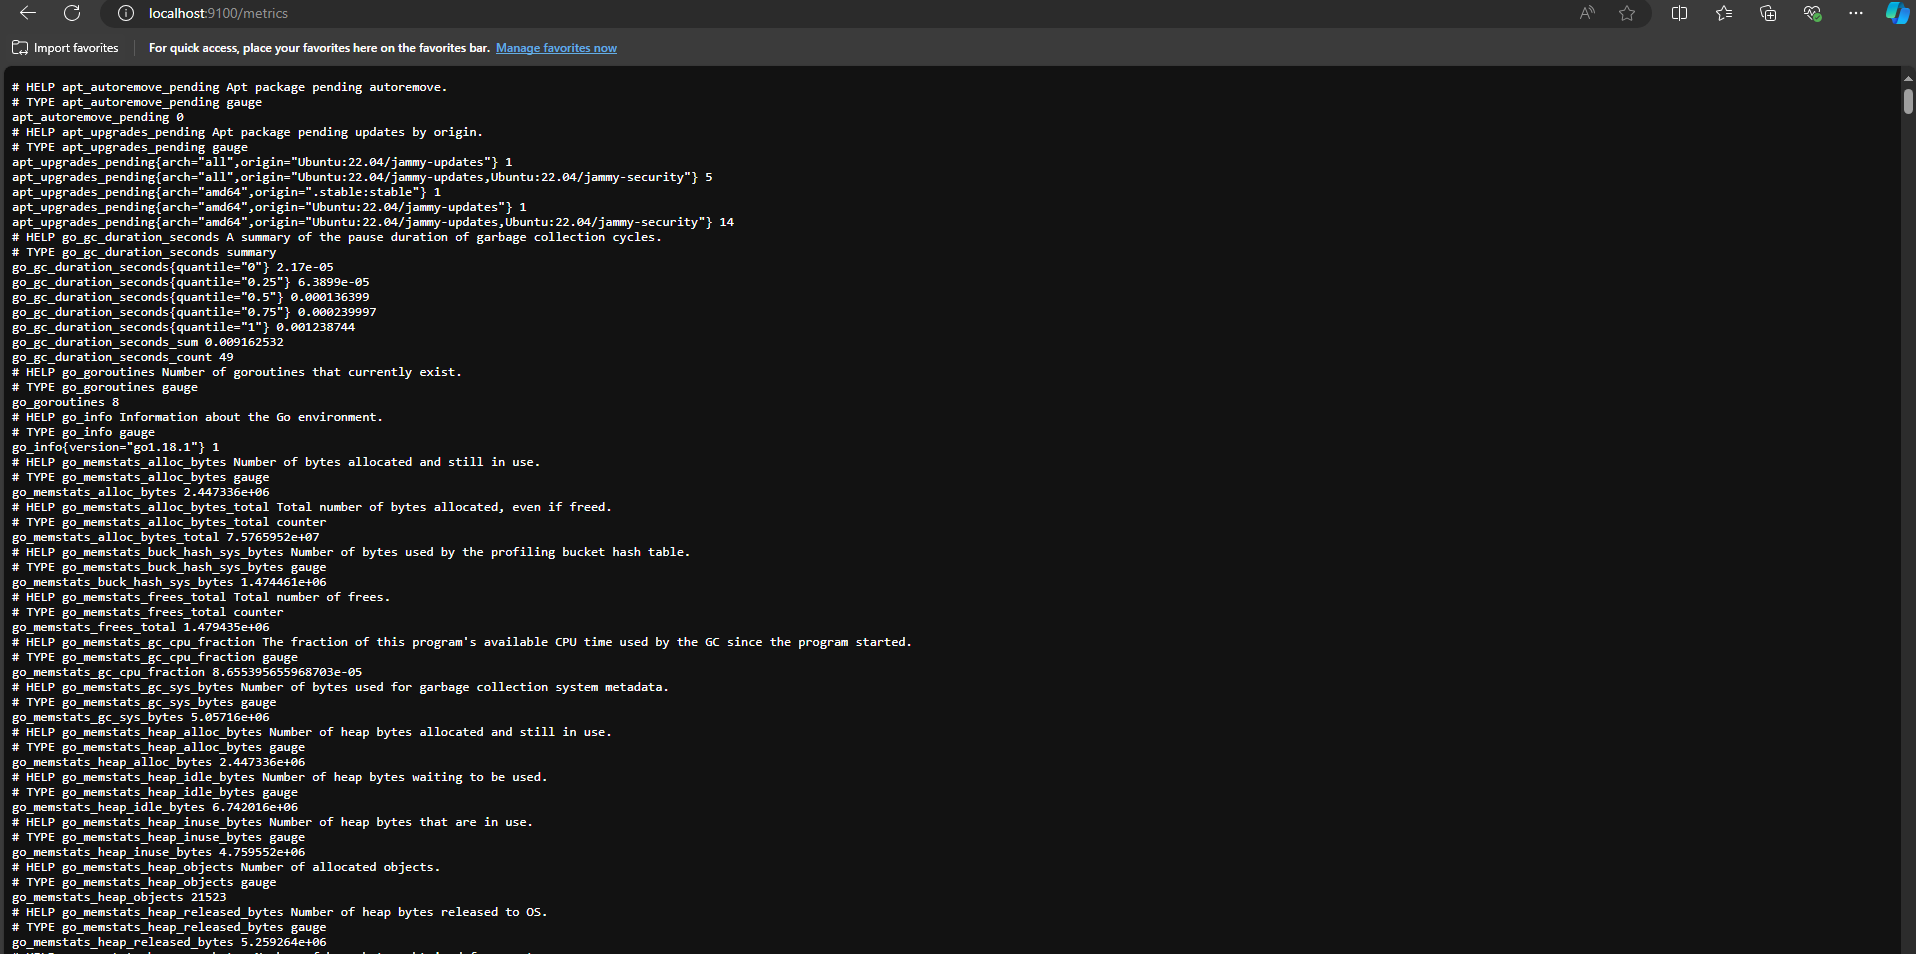 localhost:9100/metrics
Import favorites
For quick access, place your favorites here on the favorites bar. Manage favorites now
# HELP apt_autoremove_pending Apt package pending autoremove.
# TYPE apt_autoremove_pending gauge
apt_autoremove_pending 0
# HELP apt_upgrades_pending Apt package pending updates by origin.
# TYPE apt_upgrades_pending gauge
apt_upgrades_pending{arch="all",origin="Ubuntu:22.04/jammy-updates"} 1
apt_upgrades_pending{arch="all",origin="Ubuntu:22.04/jammy-updates,Ubuntu:22.04/jammy-security"} 5
apt_upgrades_pending{arch="amd64",origin=".stable:stable"} 1
apt_upgrades_pending{arch="amd64",origin="Ubuntu:22.04/jammy-updates"} 1
apt_upgrades_pending{arch="amd64",origin="Ubuntu:22.04/jammy-updates,Ubuntu:22.04/jammy-security"} 14
# HELP go_gc_duration_seconds A summary of the pause duration of garbage collection cycles.
# TYPE go_gc_duration_seconds summary
go_gc_duration_seconds{quantile="0"} 2.17e-05
go_gc_duration_seconds{quantile="0.25"} 6.3899e-05
go_gc_duration_seconds{quantile="0.5"} 0.000136399
go_gc_duration_seconds{quantile="0.75"} 0.000239997
go_gc_duration_seconds{quantile="1"} 0.001238744
go_gc_duration_seconds_sum 0.009162532
go_gc_duration_seconds_count 49
# HELP go_goroutines Number of goroutines that currently exist.
# TYPE go_goroutines gauge
go_goroutines 8
# HELP go_info Information about the Go environment.
# TYPE go_info gauge
go_info{version="go1.18.1"} 1
# HELP go_memstats_alloc_bytes Number of bytes allocated and still in use.
# TYPE go_memstats_alloc_bytes gauge
go_memstats_alloc_bytes 2.447336e+06
# HELP go_memstats_alloc_bytes_total Total number of bytes allocated, even if freed.
# TYPE go_memstats_alloc_bytes_total counter
go_memstats_alloc_bytes_total 7.5765952e+07
# HELP go_memstats_buck_hash_sys_bytes Number of bytes used by the profiling bucket hash table.
# TYPE go_memstats_buck_hash_sys_bytes gauge
go_memstats_buck_hash_sys_bytes 1.474461e+06
# HELP go_memstats_frees_total Total number of frees.
# TYPE go_memstats_frees_total counter
go_memstats_frees_total 1.479435e+06
# HELP go_memstats_gc_cpu_fraction The fraction of this program's available CPU time used by the GC since the program started.
# TYPE go_memstats_gc_cpu_fraction gauge
go_memstats_gc_cpu_fraction 8.655395655968703e-05
# HELP go_memstats_gc_sys_bytes Number of bytes used for garbage collection system metadata.
# TYPE go_memstats_gc_sys_bytes gauge
go_memstats_gc_sys_bytes 5.05716e+06
# HELP go_memstats_heap_alloc_bytes Number of heap bytes allocated and still in use.
# TYPE go_memstats_heap_alloc_bytes gauge
go_memstats_heap_alloc_bytes 2.447336e+06
# HELP go_memstats_heap_idle_bytes Number of heap bytes waiting to be used.
# TYPE go_memstats_heap_idle_bytes gauge
go_memstats_heap_idle_bytes 6.742016e+06
# HELP go_memstats_heap_inuse_bytes Number of heap bytes that are in use.
# TYPE go_memstats_heap_inuse_bytes gauge
go_memstats_heap_inuse_bytes 4.759552e+06
# HELP go_memstats_heap_objects Number of allocated objects.
# TYPE go_memstats_heap_objects gauge
go_memstats_heap_objects 21523
# HELP go_memstats_heap_released_bytes Number of heap bytes released to OS.
# TYPE go_memstats_heap_released_bytes gauge
go_memstats_heap_released_bytes 5.259264e+06